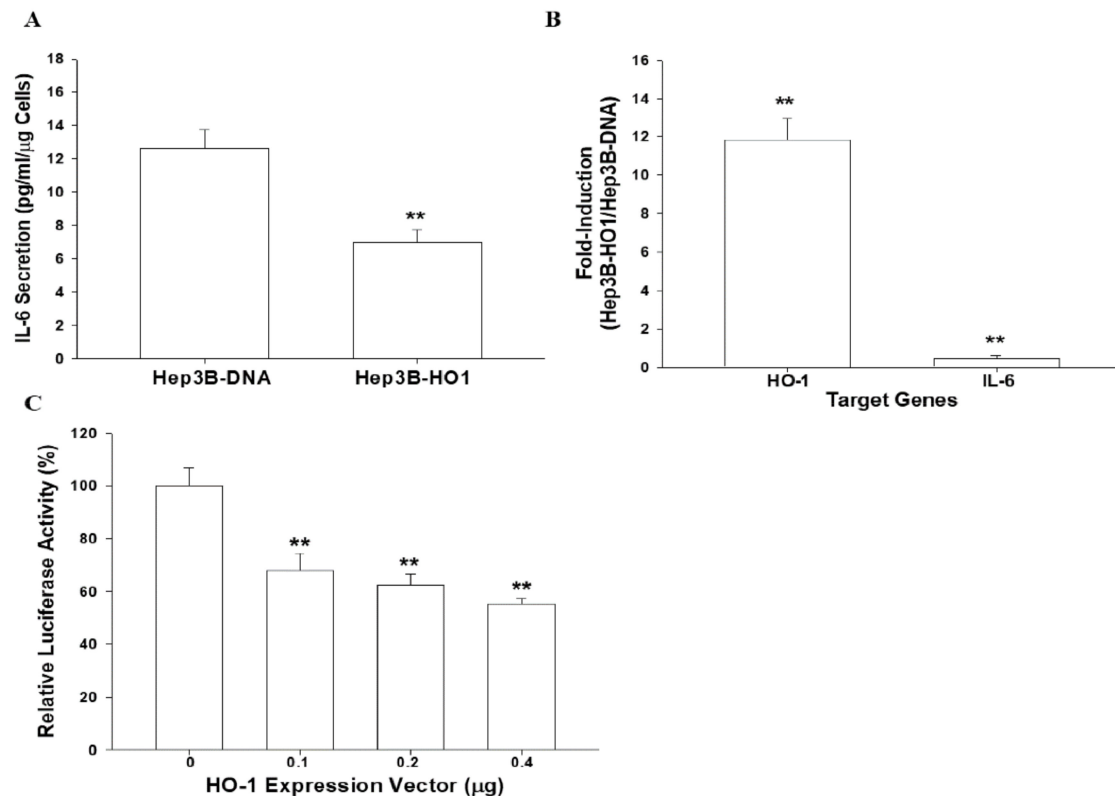 A
IL-6 Secretion (pg/ml/µg Cells)
18
16
14
12
10
8
6
4
2
0
**
Hep3B-DNA Hep3B-HO1
B
Fold-Induction
(Hep3B-HO1/Hep3B-DNA)
16
14
12
10
8
6
4
2
0
**
**
HO-1 IL-6
Target Genes
C
Relative Luciferase Activity (%)
120
100
80
60
40
20
0
**
**
**
0 0.1 0.2 0.4
HO-1 Expression Vector (µg)